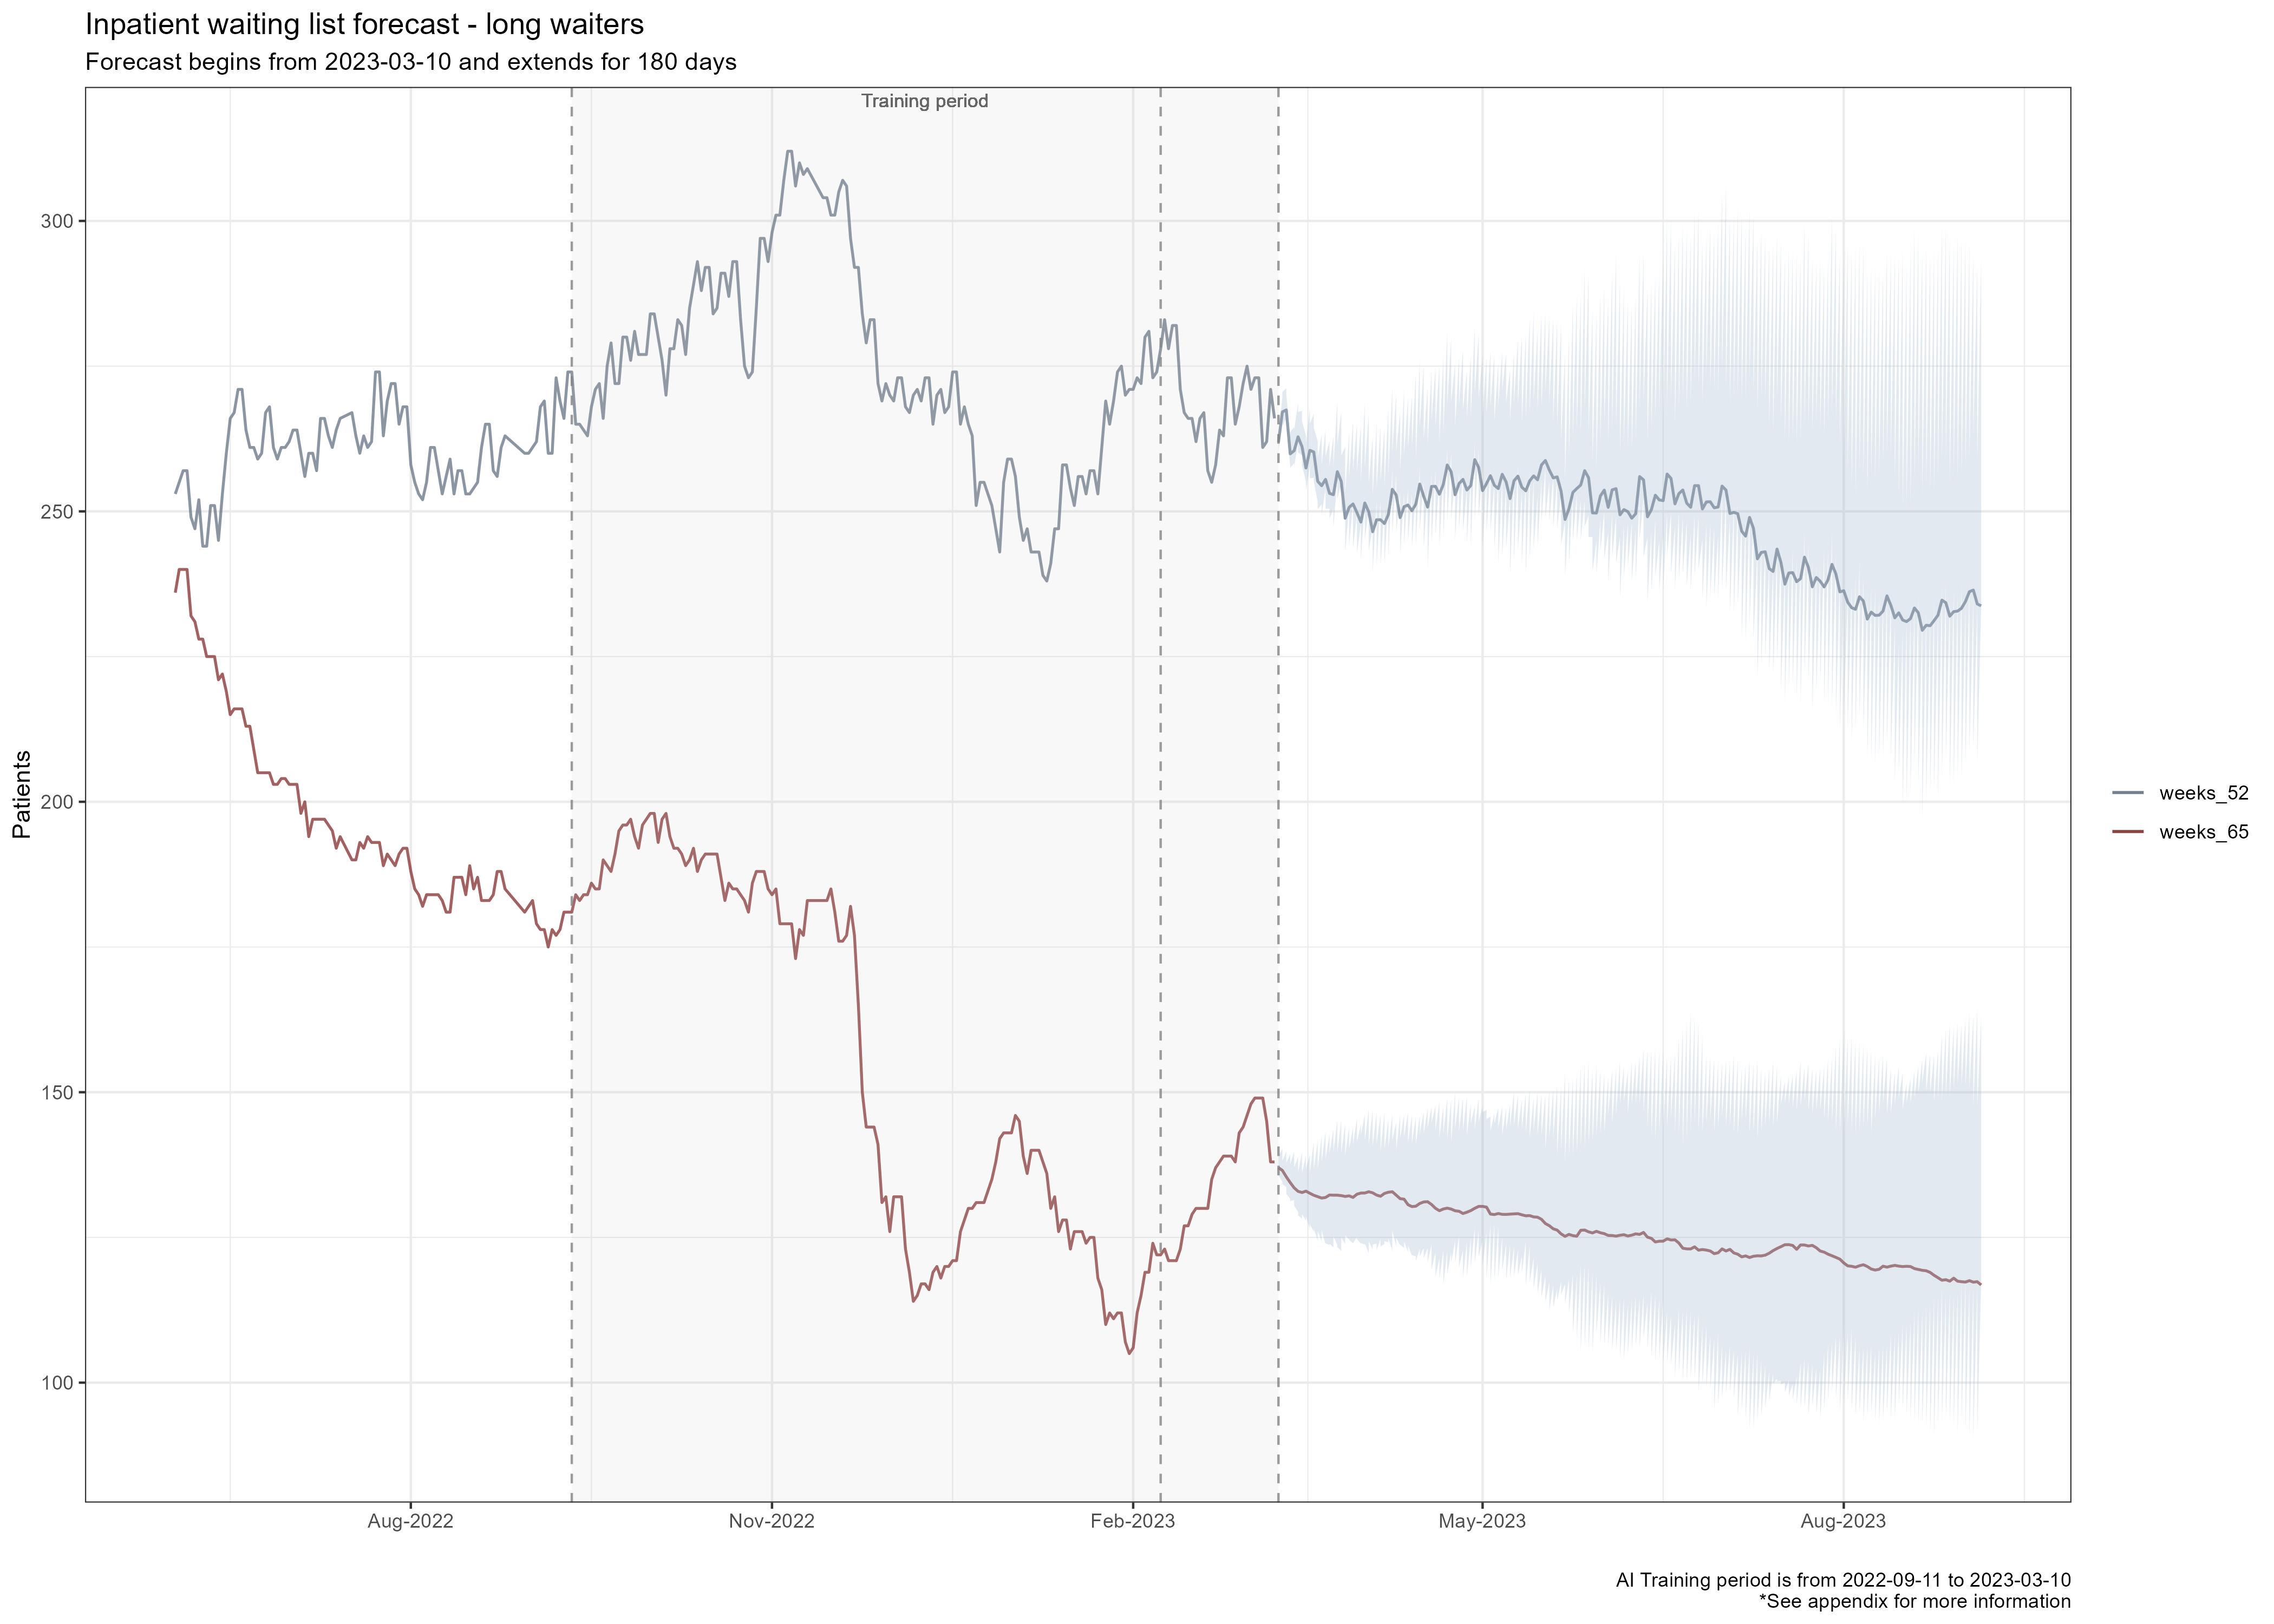 Inpatient waiting list forecast - long waiters
Forecast begins from 2023-03-10 and extends for 180 days
Training period
300
250
200
150
100
Patients
weeks_52
weeks_65
Aug-2022
Nov-2022
Feb-2023
May-2023
Aug-2023
AI Training period is from 2022-09-11 to 2023-03-10
*See appendix for more information